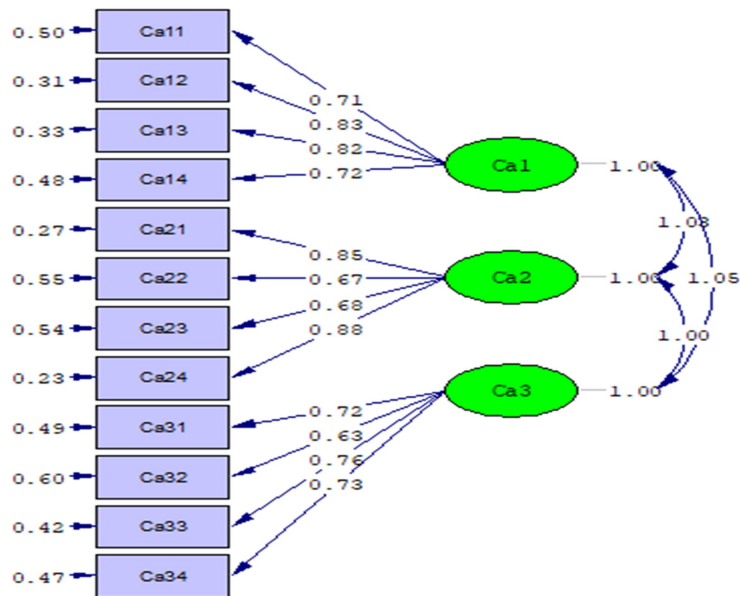 0.50 Ca11
0.31 Ca12
0.33 Ca13
0.48 Ca14
0.27 Ca21
0.55 Ca22
0.54 Ca23
0.23 Ca24
0.49 Ca31
0.60 Ca32
0.42 Ca33
0.47 Ca34
0.71
0.83
0.82
0.72
0.85
0.67
0.68
0.88
0.72
0.63
0.76
0.73
Ca1 1.00
Ca2 1.00
Ca3 1.00
1.05
1.00